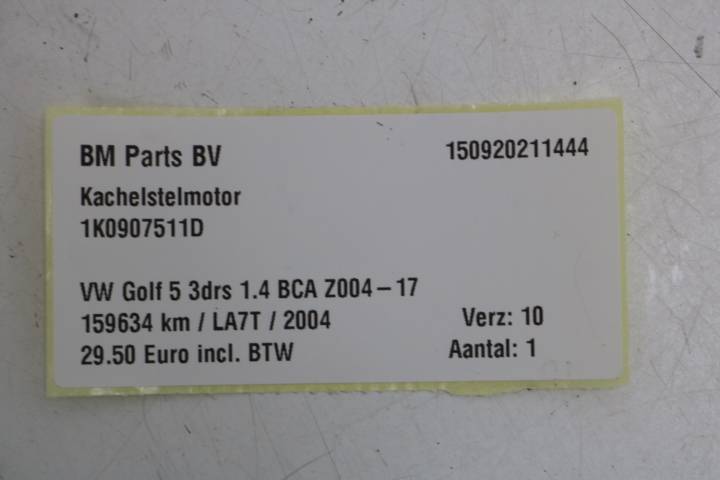 BM Parts BV 150920211444
Kachelstelmotor
1K0907511D
VW Golf 5 3drs 1.4 BCA Z004-17
159634 km / LA7T / 2004 Verz: 10
29.50 Euro incl. BTW Aantal: 1